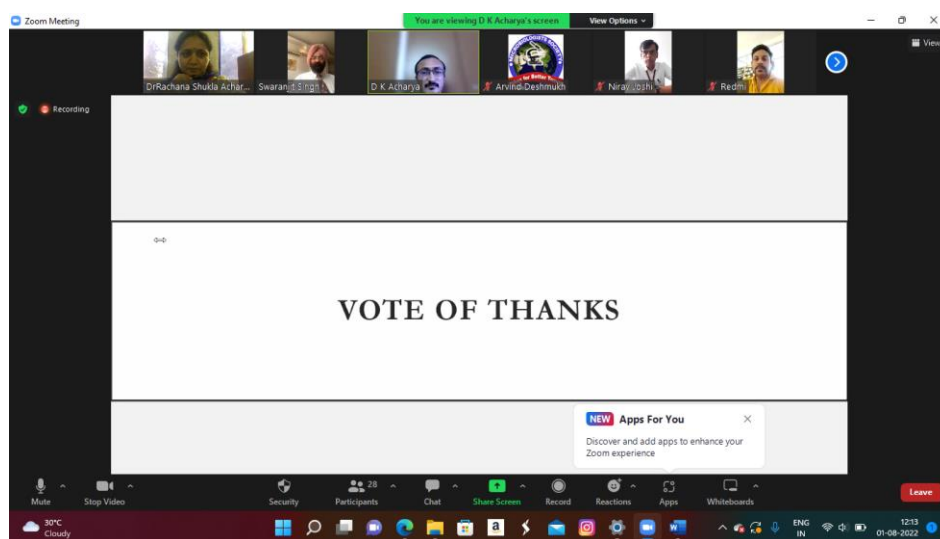 Zoom Meeting
You are viewing D K Acharya's screen
View Options
View
DrRachana Shukla Achar...
Swaranjit Singh
D K Acharya
Arvind Deshmukh
Nirav Joshi
Redmi
Recording
VOTE OF THANKS
NEW Apps For You
Discover and add apps to enhance your
Zoom experience
Mute
Stop Video
Security
28
Participants
Chat
Share Screen
Record
Reactions
Apps
Whiteboards
Leave
30°C
Cloudy
ENG
IN
12:13
01-08-2022